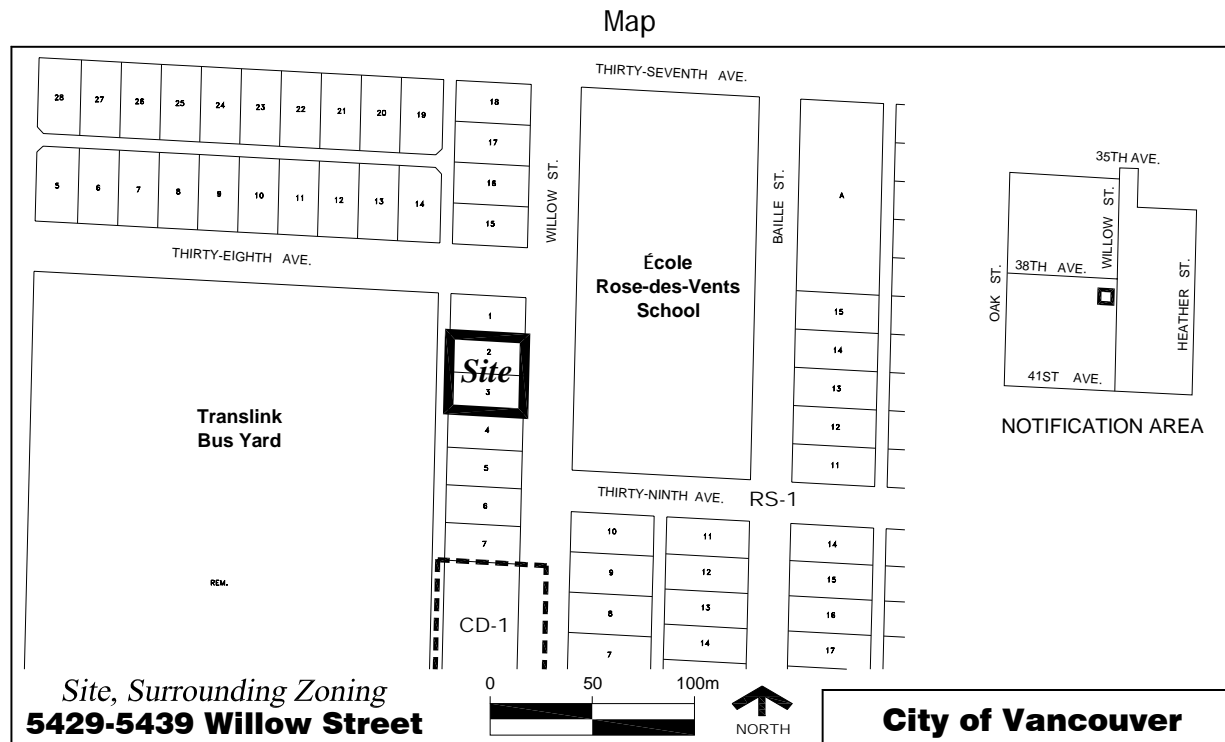 Map
THIRTY-SEVENTH AVE.
28 27 26 25 24 23 22 21 20 19
18
17
16
15
5 6 7 8 9 10 11 12 13 14
WILLOW ST.
BAILLE ST.
A
THIRTY-EIGHTH AVE.
École
Rose-des-Vents
School
1
2
Site
3
4
5
6
7
15
14
13
12
11
Translink
Bus Yard
REM.
THIRTY-NINTH AVE.
RS-1
10
9
8
7
11
12
13
14
14
15
16
17
CD-1
35TH AVE.
WILLOW ST.
38TH AVE.
OAK ST.
HEATHER ST.
41ST AVE.
NOTIFICATION AREA
Site, Surrounding Zoning
5429-5439 Willow Street
0 50 100m
NORTH
City of Vancouver